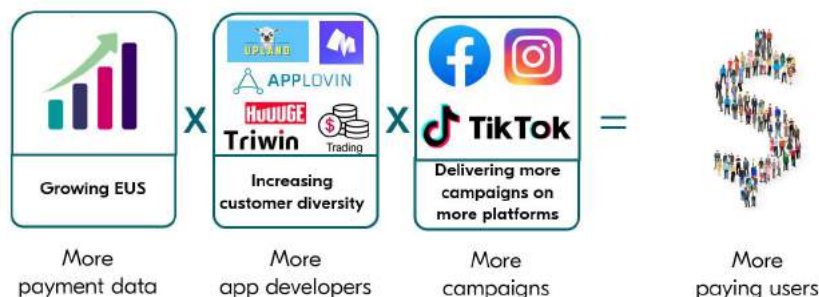 UPLAND
APPLOVIN
HUUUGE
Triwin
$
Trading
X
X
TikTok
=
Growing EUS
Increasing
customer diversity
Delivering more
campaigns on
more platforms
More
payment data
More
app developers
More
campaigns
More
paying users